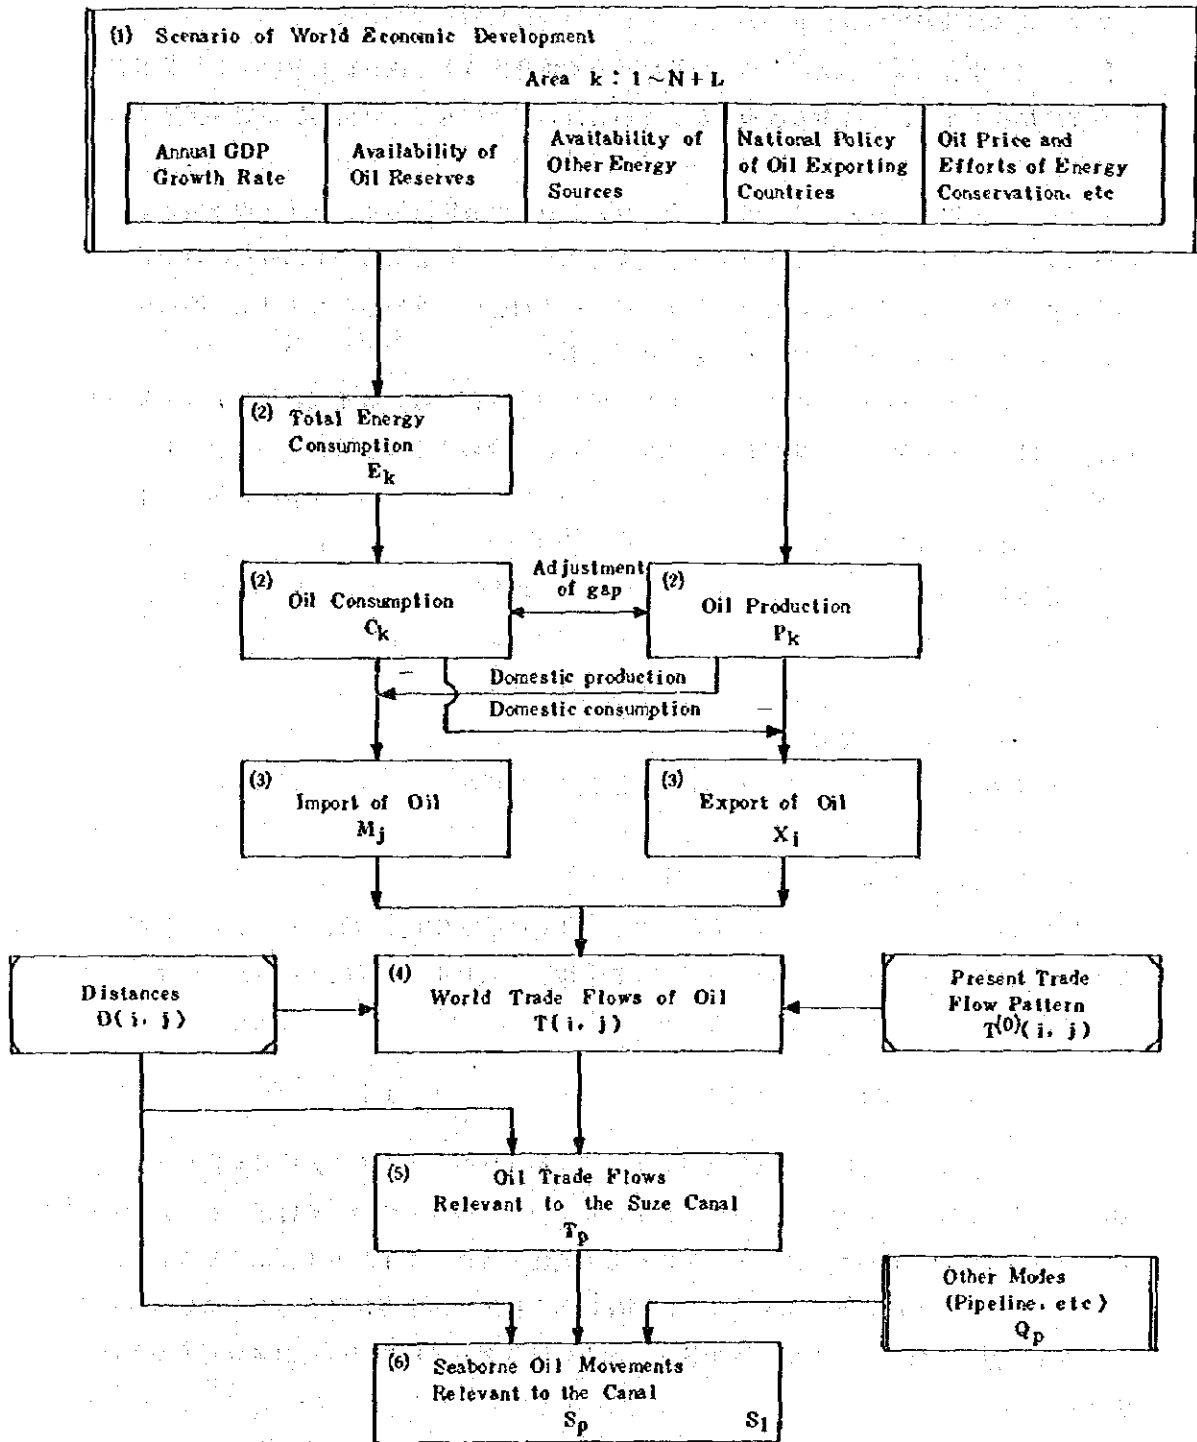 (1) Scenario of World Economic Development
Area k : 1~N+L
Annual GDP
Growth Rate
Availability of
Oil Reserves
Availability of
Other Energy
Sources
National Policy
of Oil Exporting
Countries
Oil Price and
Efforts of Energy
Conservation. etc
(2) Total Energy
Consumption
E_k
(2)
Oil Consumption
C_k
Adjustment
of gap
(2)
Oil Production
P_k
–
Domestic production
Domestic consumption –
(3)
Import of Oil
M_j
(3)
Export of Oil
X_i
Distances
D(i. j)
(4)
World Trade Flows of Oil
T(i. j)
Present Trade
Flow Pattern
T^(0)(i. j)
(5) Oil Trade Flows
Relevant to the Suze Canal
T_p
Other Modes
(Pipeline. etc)
Q_p
(6) Seaborne Oil Movements
Relevant to the Canal
S_p S_1